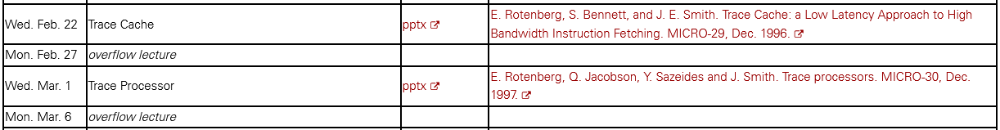 Wed. Feb. 22 Trace Cache pptx E. Rotenberg, S. Bennett, and J. E. Smith. Trace Cache: a Low Latency Approach to High
Bandwidth Instruction Fetching. MICRO-29, Dec. 1996.
Mon. Feb. 27 overflow lecture
Wed. Mar. 1 Trace Processor pptx E. Rotenberg, Q. Jacobson, Y. Sazeides and J. Smith. Trace processors. MICRO-30, Dec.
1997.
Mon. Mar. 6 overflow lecture